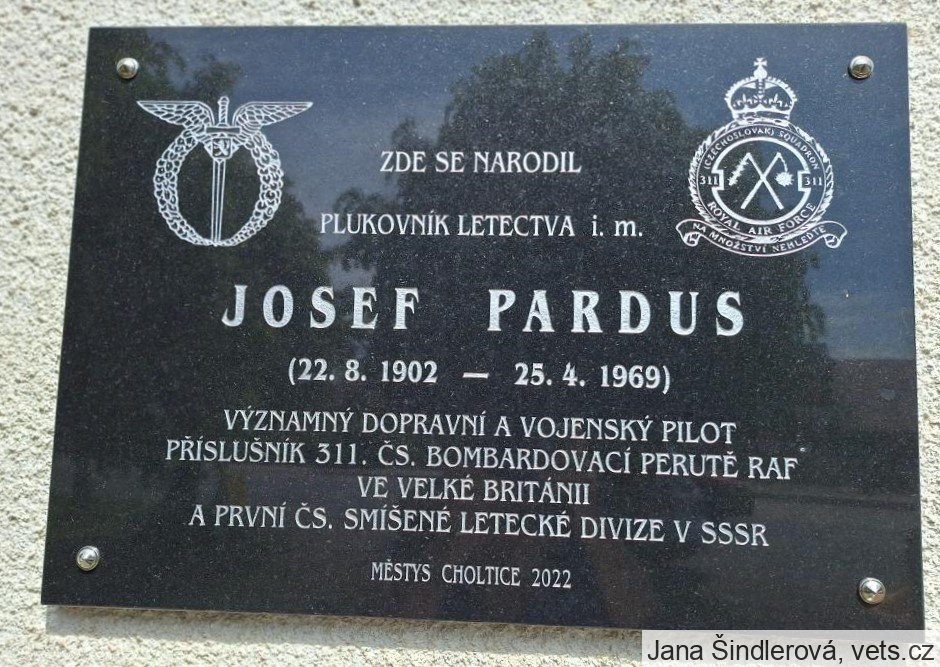 ZDE SE NARODIL
PLUKOVNÍK LETECTVA i. m.
JOSEF PARDUS
(22. 8. 1902 — 25. 4. 1969)
VÝZNAMNÝ DOPRAVNÍ A VOJENSKÝ PILOT
PŘÍSLUŠNÍK 311. ČS. BOMBARDOVACÍ PERUTĚ RAF
VE VELKÉ BRITÁNII
A PRVNÍ ČS. SMÍŠENÉ LETECKÉ DIVIZE V SSSR
MĚSTYS CHOLTICE 2022
(CZECHOSLOVAK) SQUADRON
311 311
ROYAL AIR FORCE
NA MNOŽSTVÍ NEHLEĎTE
Jana Šindlerová, vets.cz